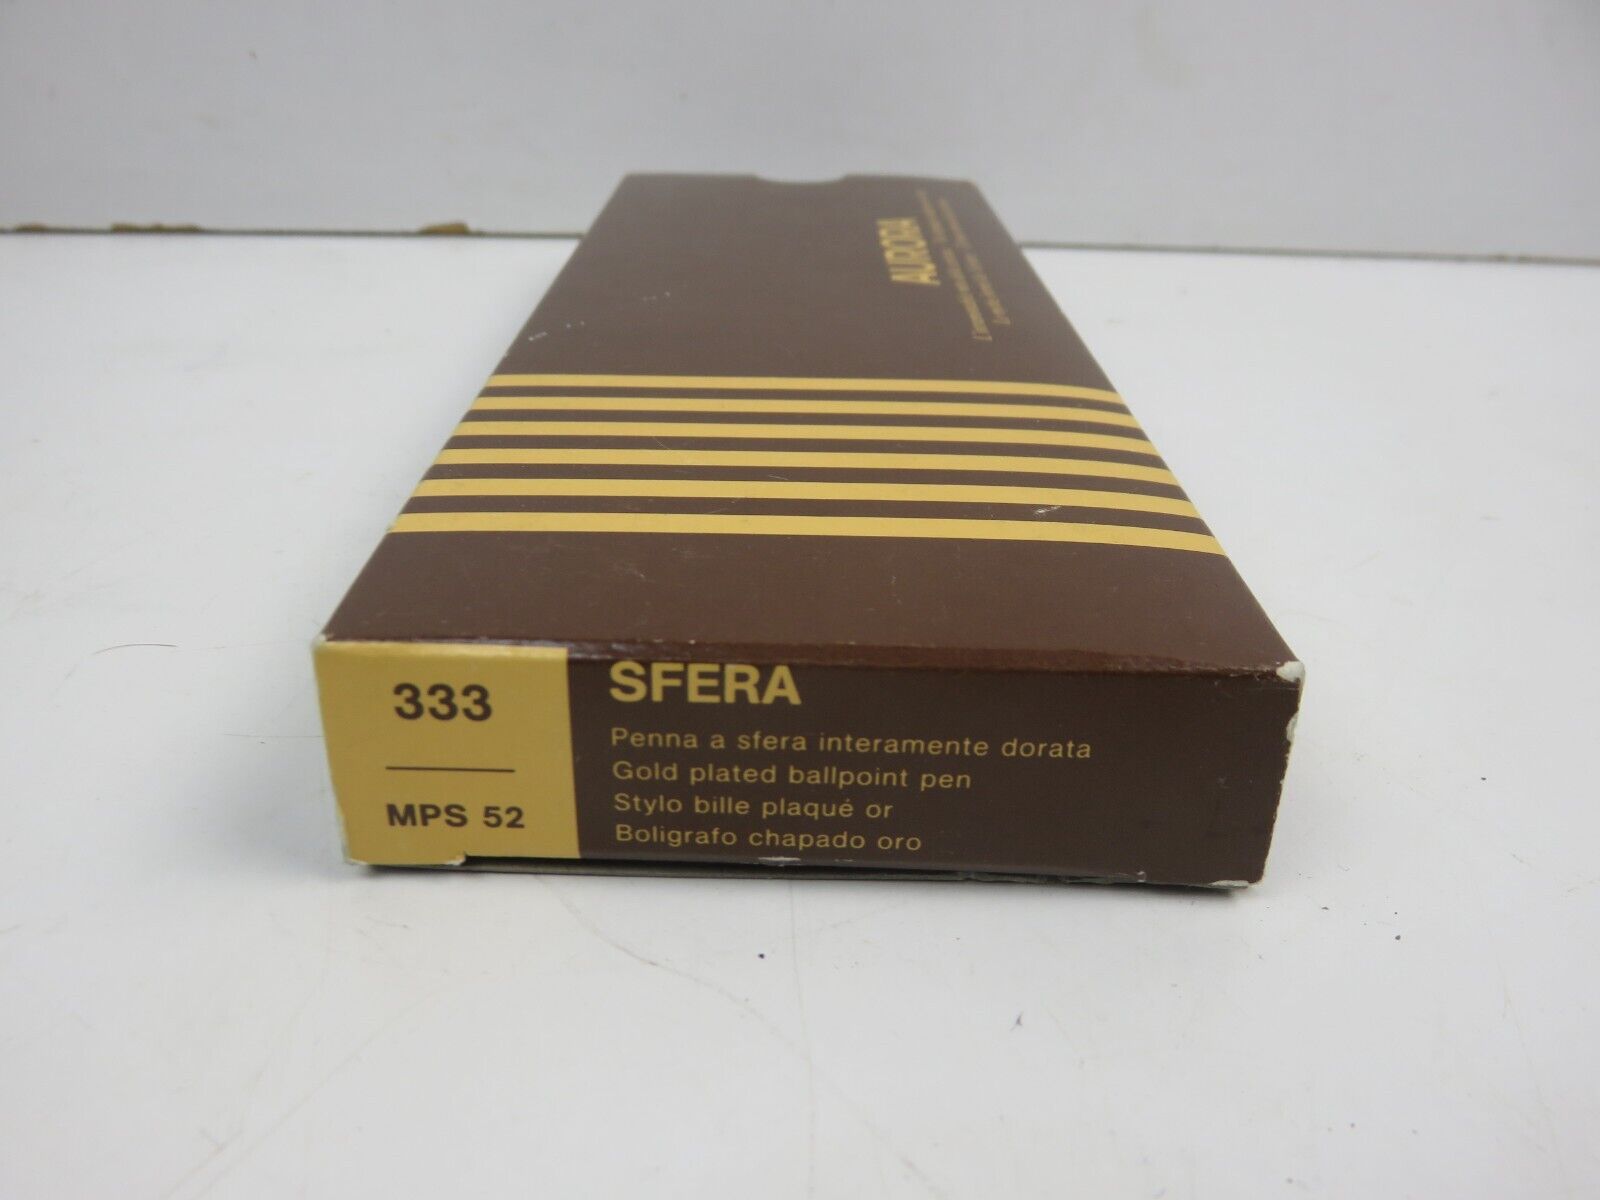 AURORA
333
MPS 52
SFERA
Penna a sfera interamente dorata
Gold plated ballpoint pen
Stylo bille plaqué or
Boligrafo chapado oro